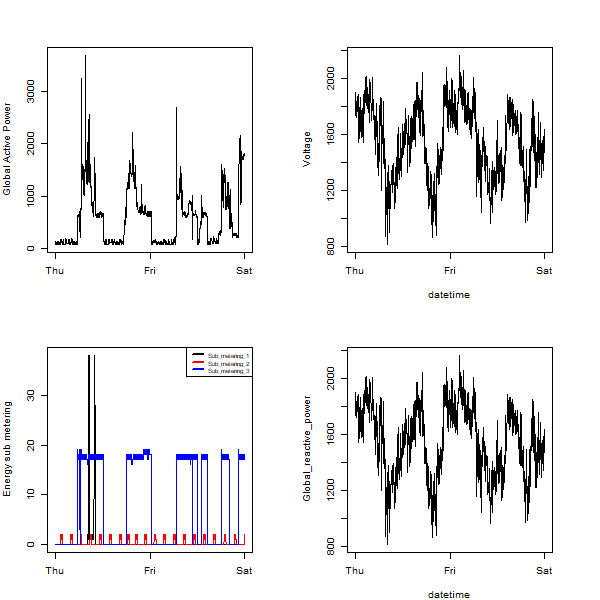 Global Active Power
0
1000
2000
3000
Thu
Fri
Sat
Voltage
800
1200
1600
2000
Thu
Fri
Sat
datetime
Energy sub metering
0
10
20
30
Thu
Fri
Sat
Sub_metering_1
Sub_metering_2
Sub_metering_3
Global_reactive_power
800
1200
1600
2000
Thu
Fri
Sat
datetime